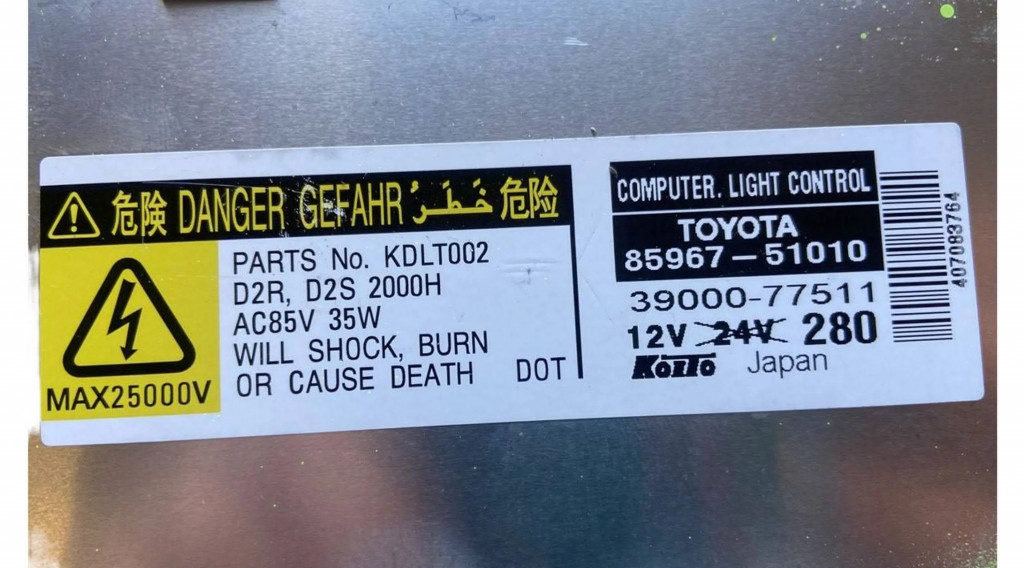 危険 DANGER GEFAHR خَطَرُ 危险
PARTS No. KDLT002
D2R, D2S 2000H
AC85V 35W
WILL SHOCK, BURN
OR CAUSE DEATH DOT
MAX25000V
COMPUTER. LIGHT CONTROL
TOYOTA
85967-51010
39000-77511
12V 24V 280
KOITO Japan
407083764